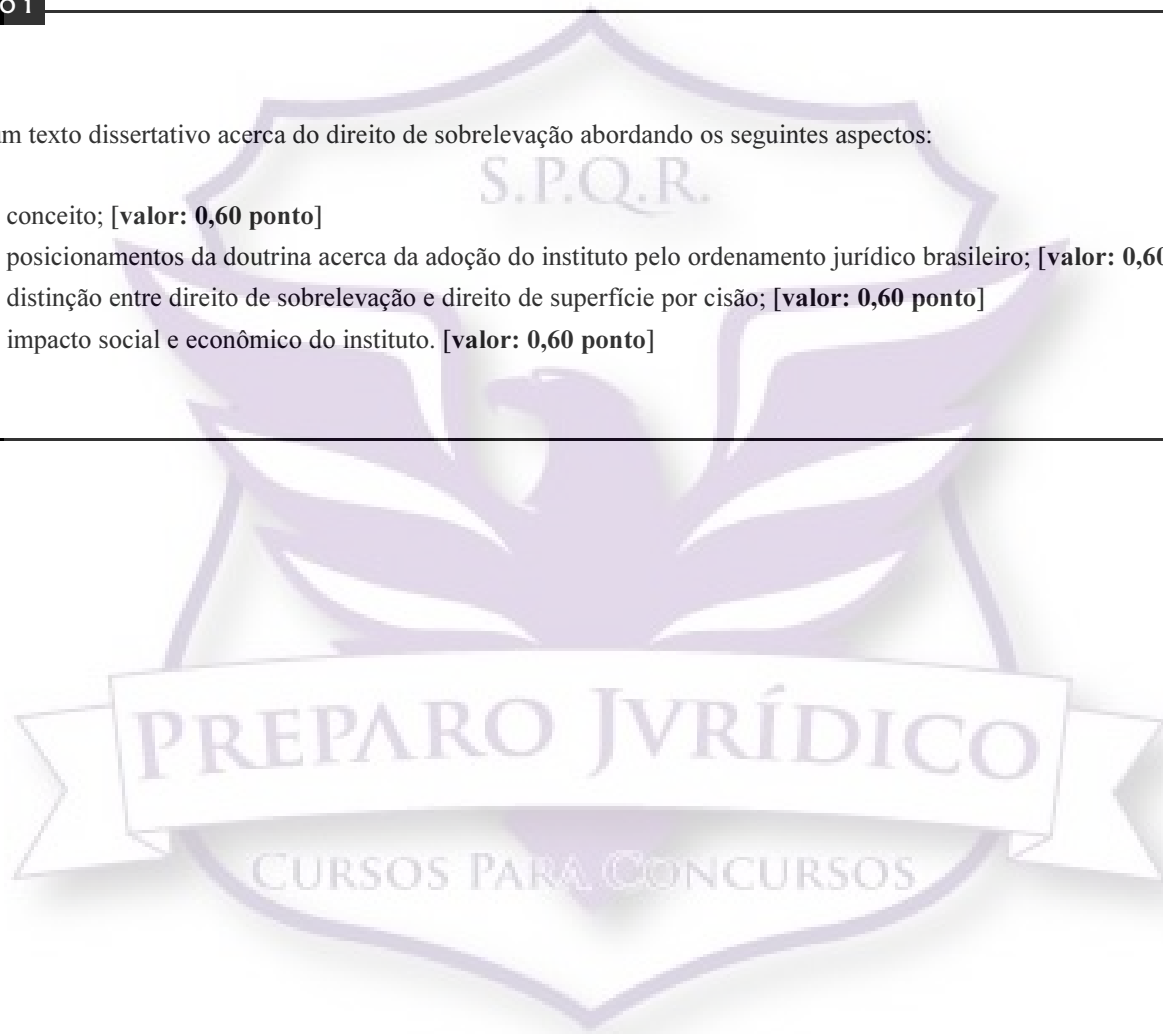 O 1
m texto dissertativo acerca do direito de sobrelevação abordando os seguintes aspectos:
S.P.Q.R.
conceito; [valor: 0,60 ponto]
posicionamentos da doutrina acerca da adoção do instituto pelo ordenamento jurídico brasileiro; [valor: 0,60
distinção entre direito de sobrelevação e direito de superfície por cisão; [valor: 0,60 ponto]
impacto social e econômico do instituto. [valor: 0,60 ponto]
PREPARO JVRÍDICO
CURSOS PARA CONCURSOS